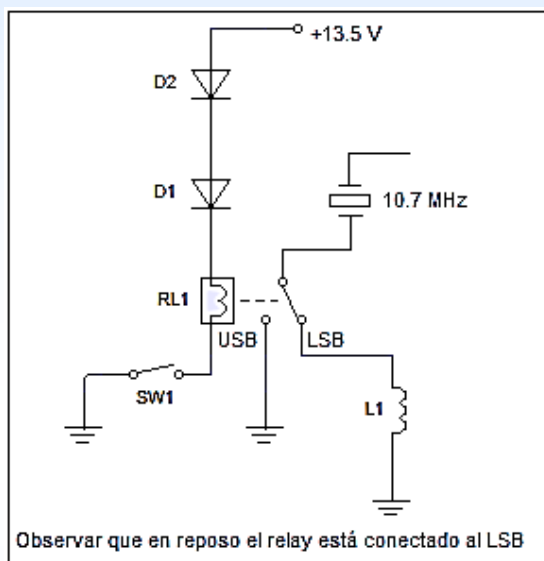 +13.5 V
D2
D1
10.7 MHz
RL1
USB
LSB
SW1
L1
Observar que en reposo el relay está conectado al LSB